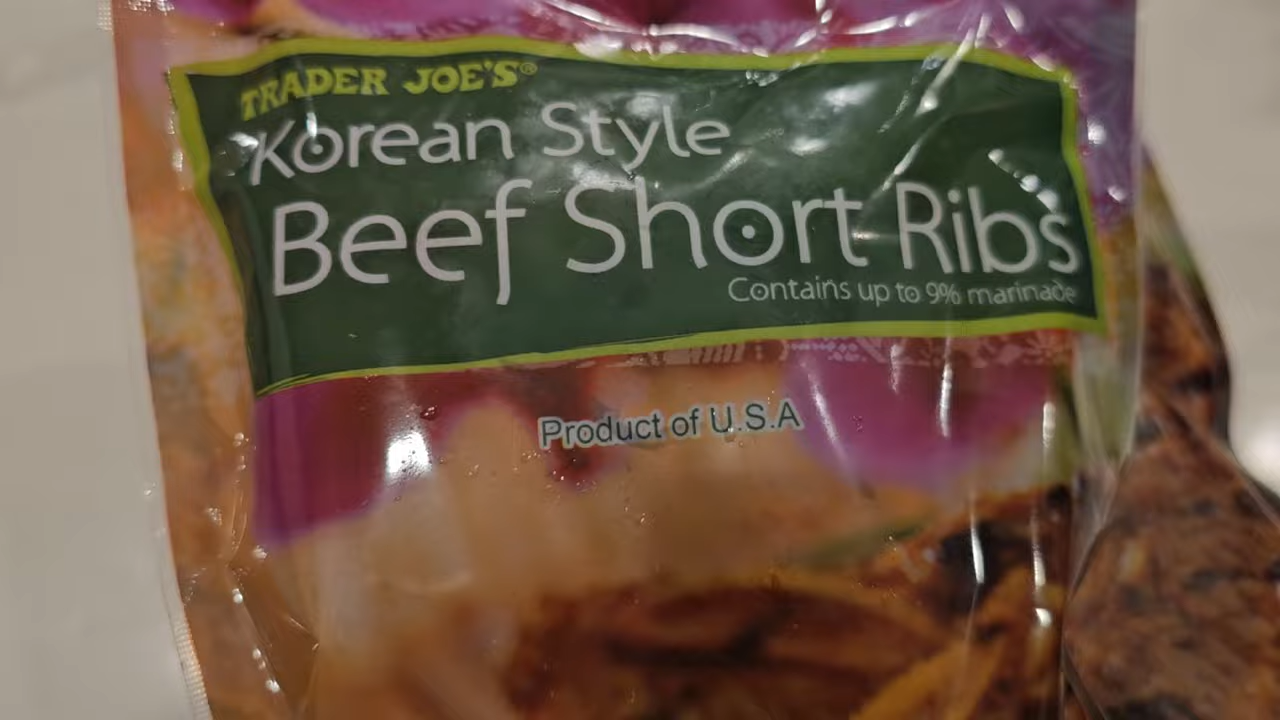 TRADER JOE'S®
Korean Style
Beef Short Ribs
Contains up to 9% marinade
Product of U.S.A